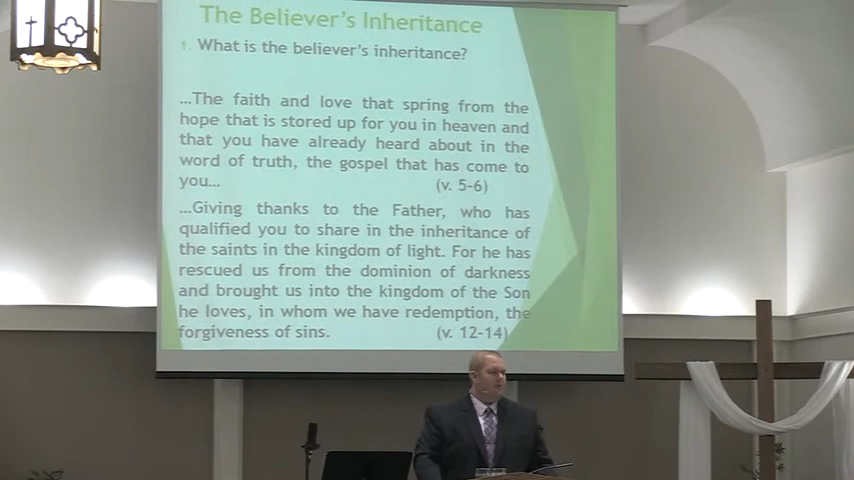 The Believer's Inheritance
1. What is the believer's inheritance?
...The faith and love that spring from the
hope that is stored up for you in heaven and
that you have already heard about in the
word of truth, the gospel that has come to
you... (v. 5-6)
...Giving thanks to the Father, who has
qualified you to share in the inheritance of
the saints in the kingdom of light. For he has
rescued us from the dominion of darkness
and brought us into the kingdom of the Son
he loves, in whom we have redemption, the
forgiveness of sins. (v. 12-14)